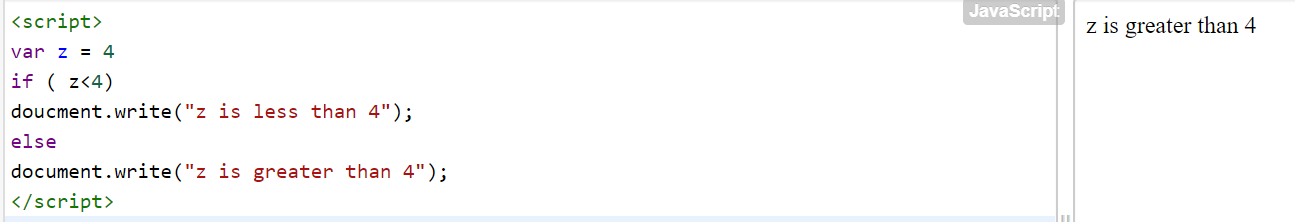 JavaScript
<script>
var z = 4
if ( z<4)
doucment.write("z is less than 4");
else
document.write("z is greater than 4");
</script>
z is greater than 4